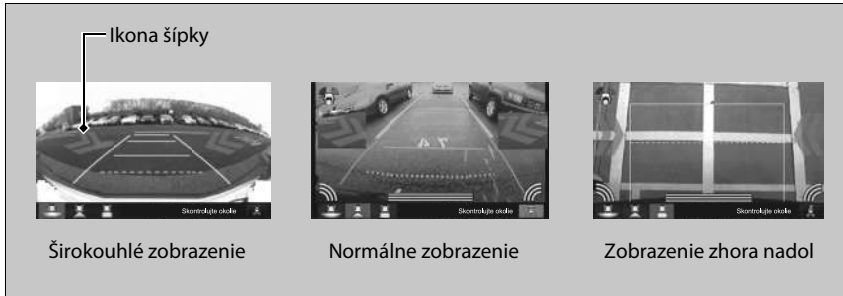 Ikona šípky
Skontrolujte okolie
Skontrolujte okolie
Skontrolujte okolie
Širokouhlé zobrazenie
Normálne zobrazenie
Zobrazenie zhora nadol